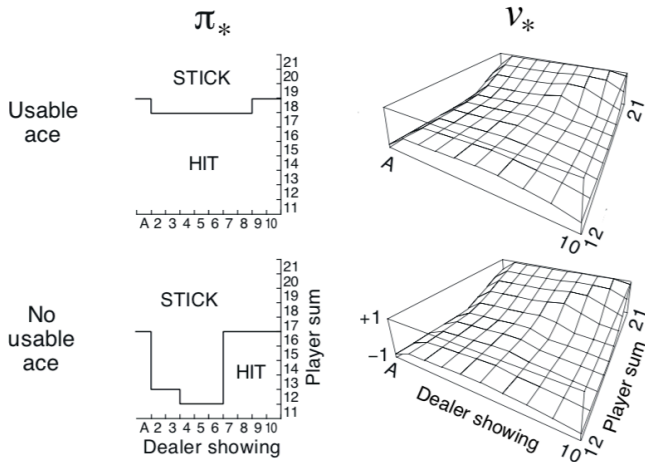 π* v*
Usable
ace
STICK
HIT
21
20
19
18
17
16
15
14
13
12
11
A 2 3 4 5 6 7 8 9 10
A
21
10
12
No
usable
ace
STICK
HIT
21
20
19
18
17
16
15
14
13
12
11
Player sum
A 2 3 4 5 6 7 8 9 10
Dealer showing
+1
−1
A
Dealer showing
10
12
Player sum
21